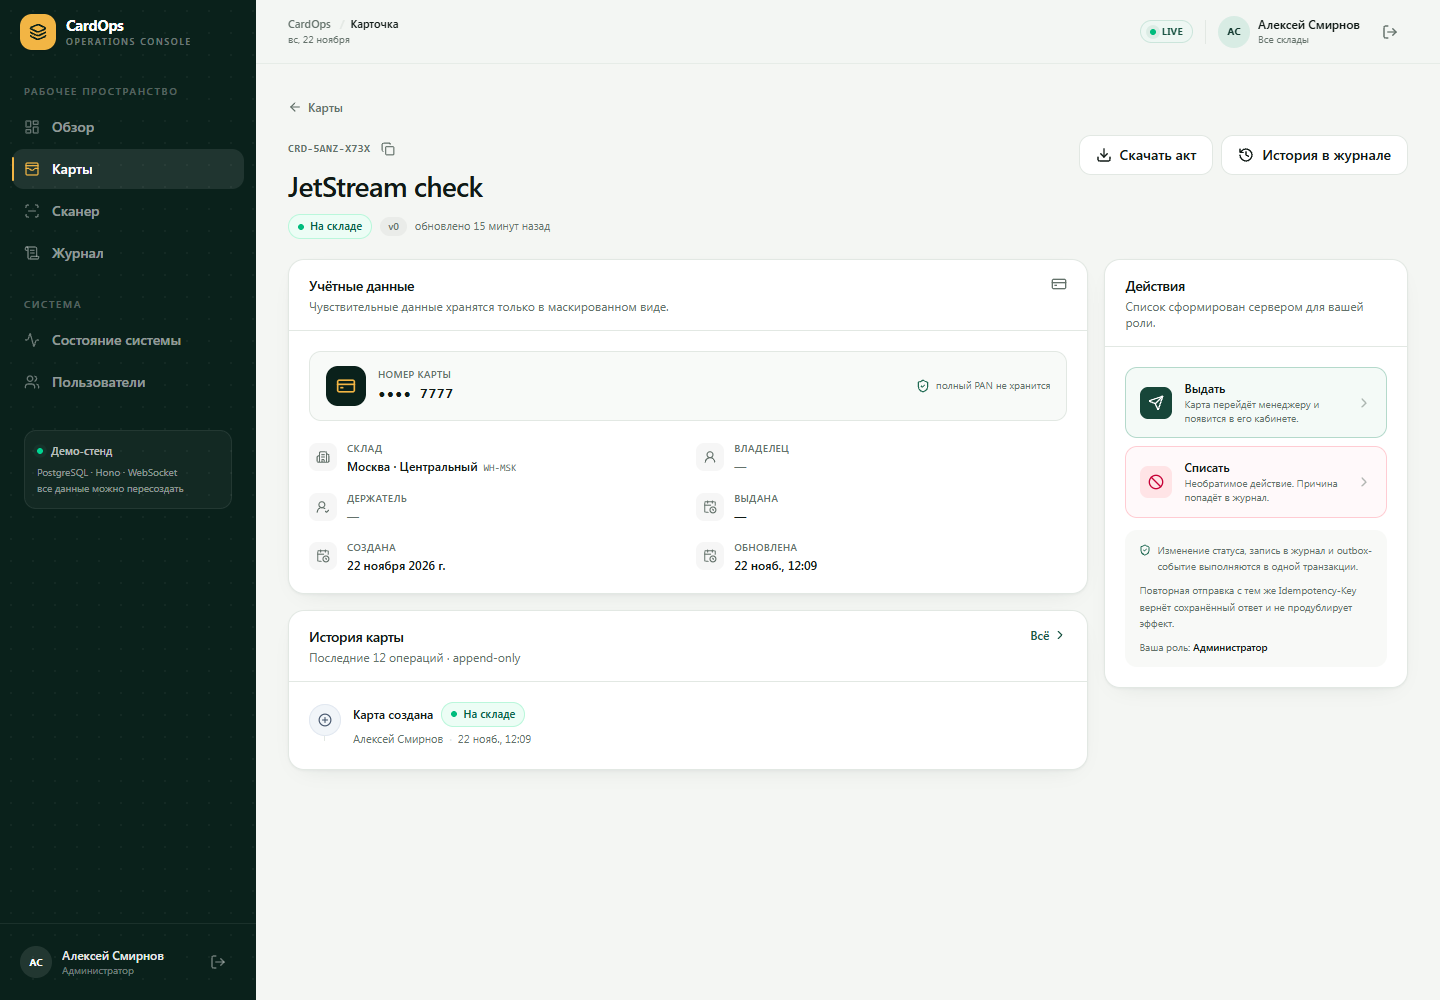 CardOps
OPERATIONS CONSOLE
РАБОЧЕЕ ПРОСТРАНСТВО
Обзор
Карты
Сканер
Журнал
СИСТЕМА
Состояние системы
Пользователи
Демо-стенд
PostgreSQL · Hono · WebSocket
все данные можно пересоздать
АС
Алексей Смирнов
Администратор
CardOps / Карточка
вс, 22 ноября
LIVE
АС
Алексей Смирнов
Все склады
Карты
CRD-5ANZ-X73X
Скачать акт
История в журнале
JetStream check
На складе
v0
обновлено 15 минут назад
Учётные данные
Чувствительные данные хранятся только в маскированном виде.
НОМЕР КАРТЫ
•••• 7777
полный PAN не хранится
СКЛАД
Москва · Центральный WH-MSK
ВЛАДЕЛЕЦ
—
ДЕРЖАТЕЛЬ
—
ВЫДАНА
—
СОЗДАНА
22 ноября 2026 г.
ОБНОВЛЕНА
22 нояб., 12:09
История карты
Последние 12 операций · append-only
Всё
Карта создана
На складе
Алексей Смирнов · 22 нояб., 12:09
Действия
Список сформирован сервером для вашей
роли.
Выдать
Карта перейдёт менеджеру и
появится в его кабинете.
Списать
Необратимое действие. Причина
попадёт в журнал.
Изменение статуса, запись в журнал и outbox-
событие выполняются в одной транзакции.
Повторная отправка с тем же Idempotency-Key
вернёт сохранённый ответ и не продублирует
эффект.
Ваша роль: Администратор